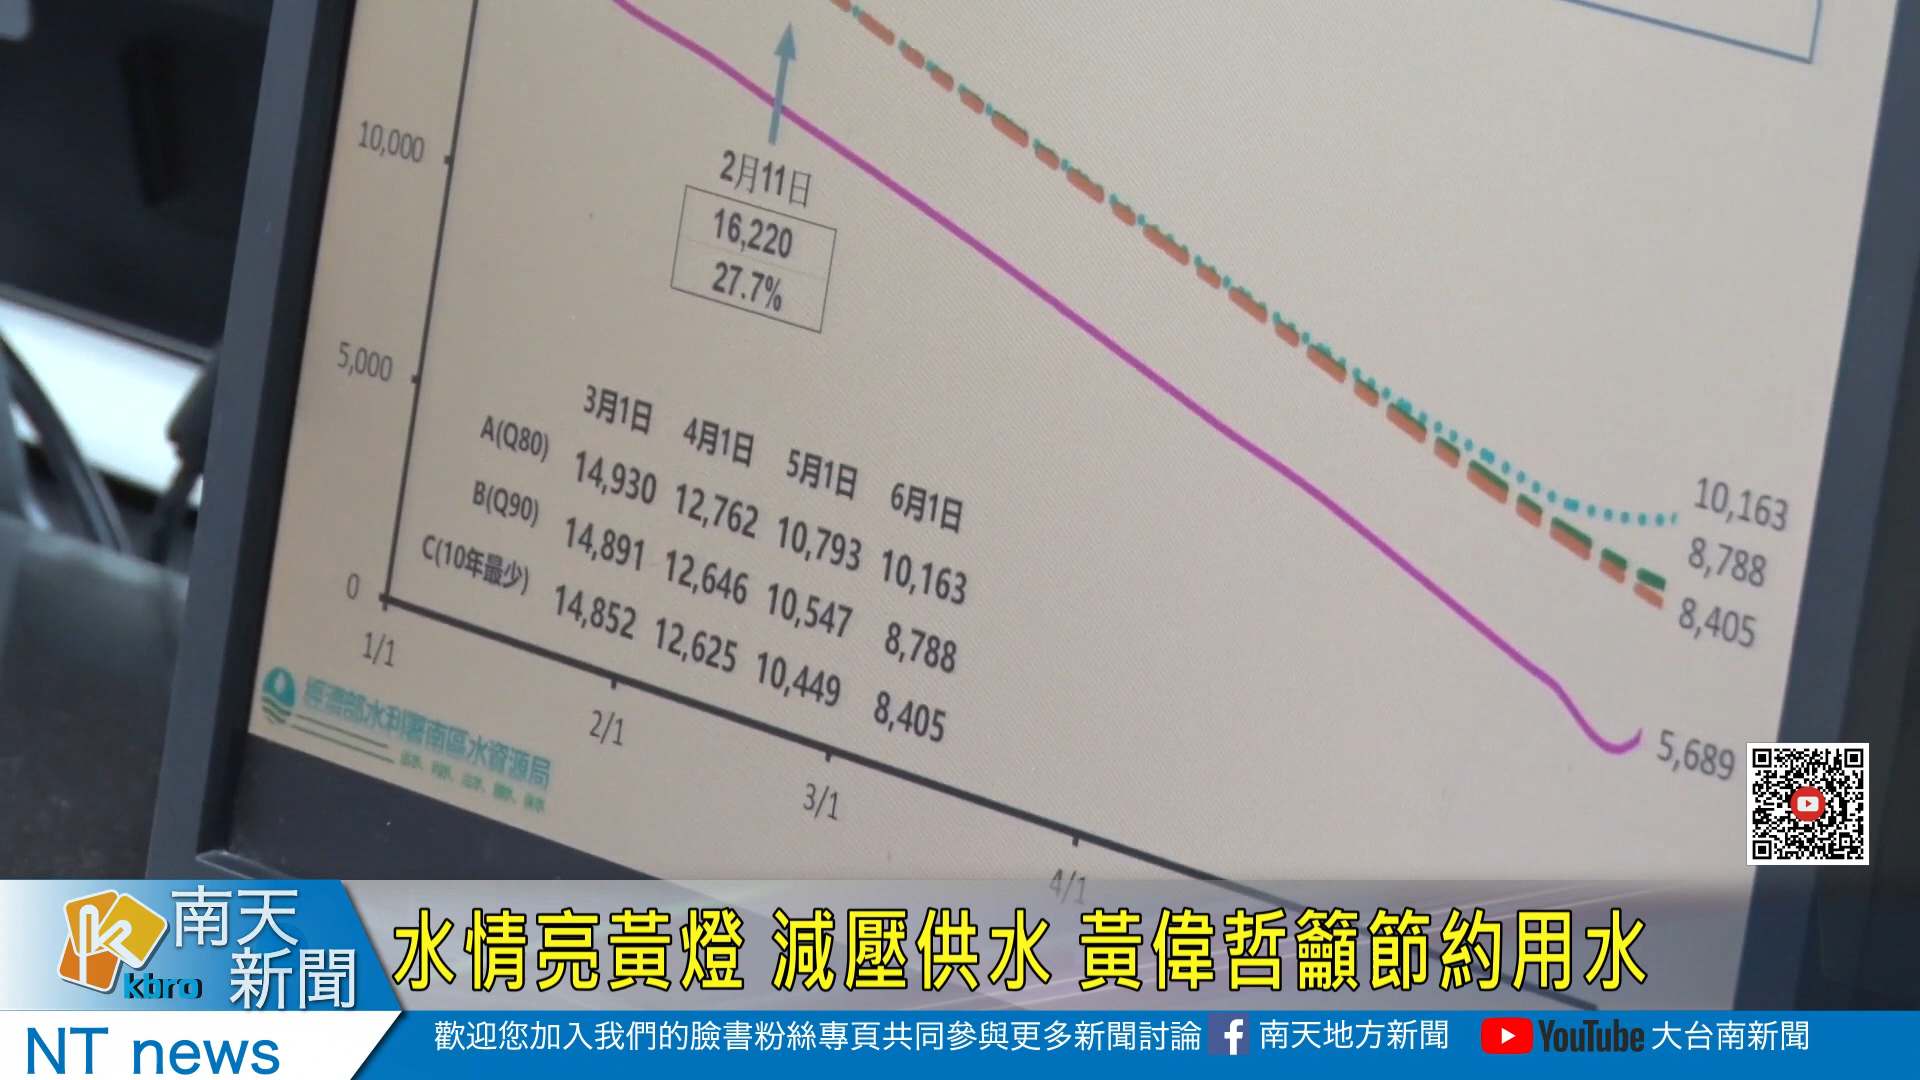 10,000
2月11日
16,220
27.7%
5,000
3月1日 4月1日 5月1日 6月1日
A(Q80) 14,930 12,762 10,793 10,163
B(Q90) 14,891 12,646 10,547 8,788
C(10年最少) 14,852 12,625 10,449 8,405
10,163
8,788
8,405
5,689
0
1/1
2/1
3/1
4/1
經濟部水利署南區水資源局
南天新聞
kbro
水情亮黃燈 減壓供水 黃偉哲籲節約用水
NT news
歡迎您加入我們的臉書粉絲專頁共同參與更多新聞討論 南天地方新聞 YouTube 大台南新聞